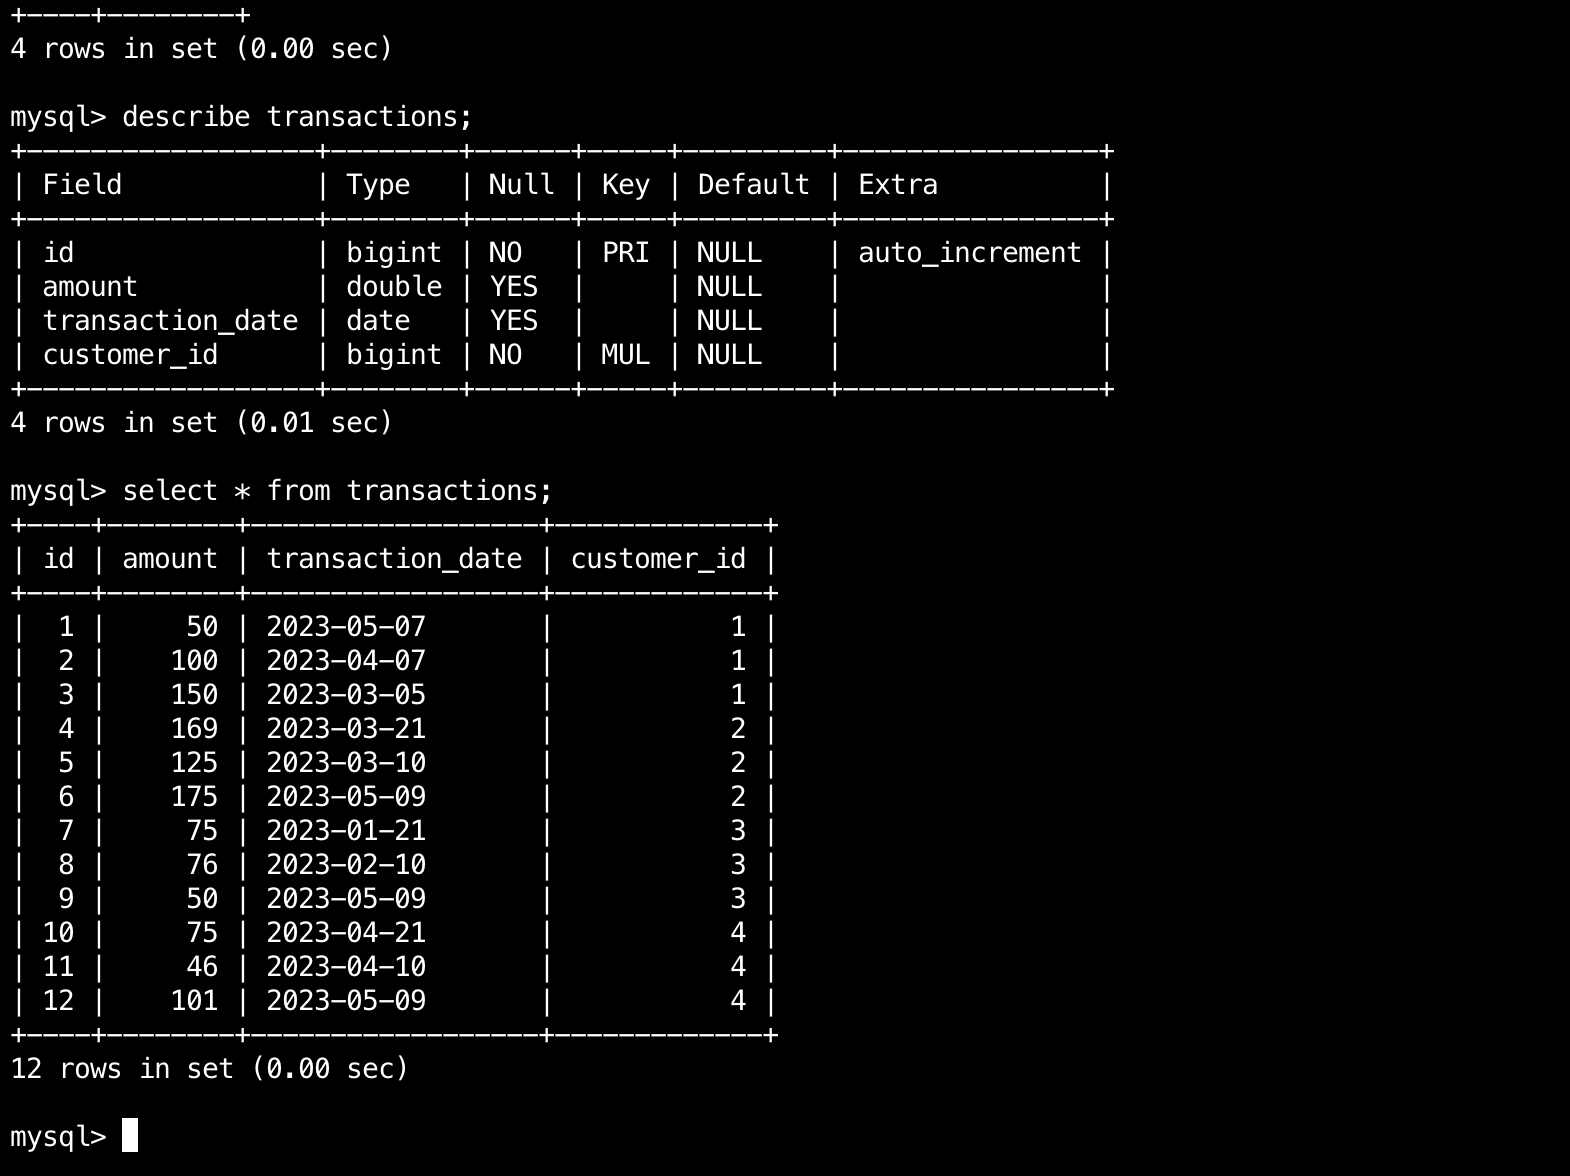 +----+--------+
4 rows in set (0.00 sec)
mysql> describe transactions;
+------------------+--------+------+-----+---------+----------------+
| Field            | Type   | Null | Key | Default | Extra          |
+------------------+--------+------+-----+---------+----------------+
| id               | bigint | NO   | PRI | NULL    | auto_increment |
| amount           | double | YES  |     | NULL    |                |
| transaction_date | date   | YES  |     | NULL    |                |
| customer_id      | bigint | NO   | MUL | NULL    |                |
+------------------+--------+------+-----+---------+----------------+
4 rows in set (0.01 sec)
mysql> select * from transactions;
+----+--------+------------------+-------------+
| id | amount | transaction_date | customer_id |
+----+--------+------------------+-------------+
|  1 |     50 | 2023-05-07       |           1 |
|  2 |    100 | 2023-04-07       |           1 |
|  3 |    150 | 2023-03-05       |           1 |
|  4 |    169 | 2023-03-21       |           2 |
|  5 |    125 | 2023-03-10       |           2 |
|  6 |    175 | 2023-05-09       |           2 |
|  7 |     75 | 2023-01-21       |           3 |
|  8 |     76 | 2023-02-10       |           3 |
|  9 |     50 | 2023-05-09       |           3 |
| 10 |     75 | 2023-04-21       |           4 |
| 11 |     46 | 2023-04-10       |           4 |
| 12 |    101 | 2023-05-09       |           4 |
+----+--------+------------------+-------------+
12 rows in set (0.00 sec)
mysql>